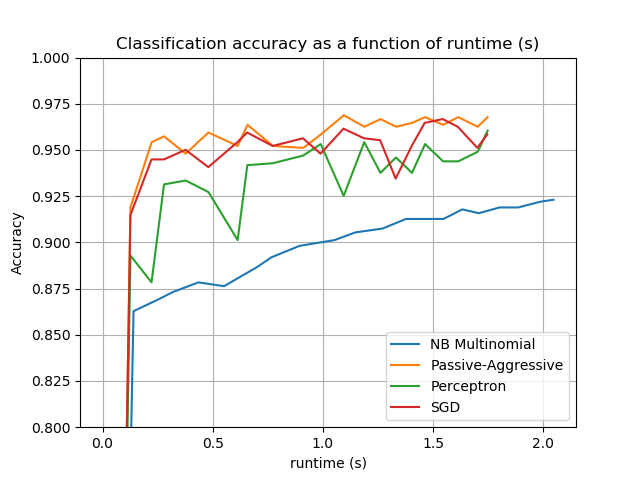 Classification accuracy as a function of runtime (s)
1.000
0.975
0.950
0.925
0.900
0.875
0.850
0.825
0.800
Accuracy
NB Multinomial
Passive-Aggressive
Perceptron
SGD
0.0 0.5 1.0 1.5 2.0
runtime (s)